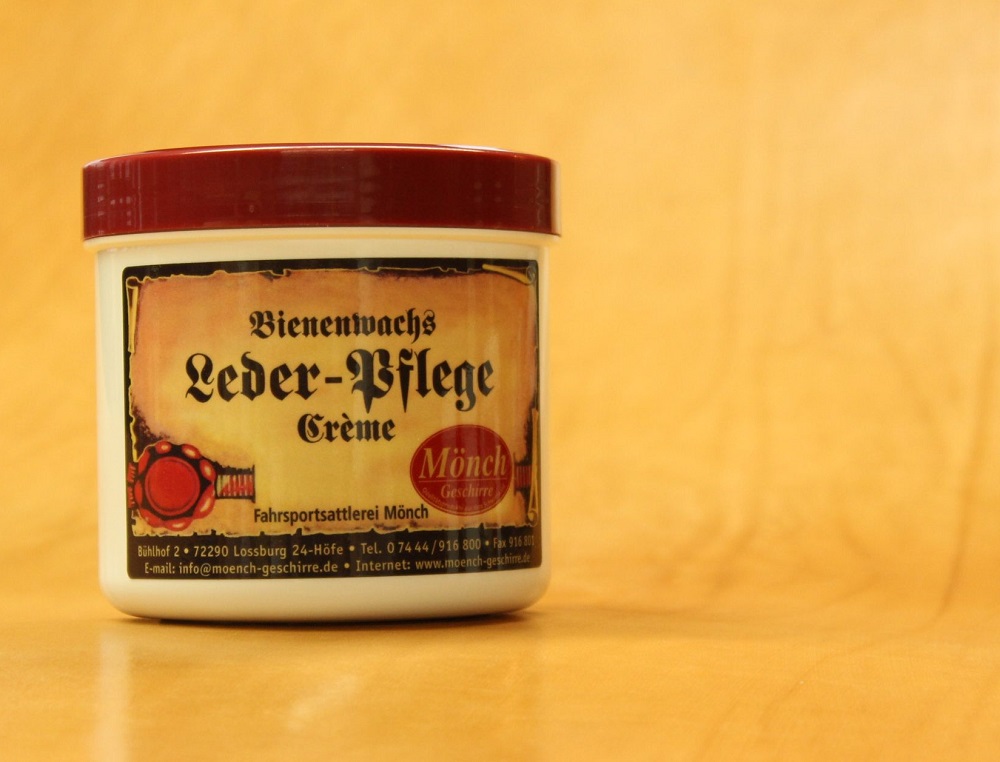 Bienenwachs
Leder-Pflege
Crème
Mönch
Geschirre
Fahrsportsattlerei Mönch
Bühlhof 2 • 72290 Lossburg 24-Höfe • Tel. 0 74 44 / 916 800 • Fax 916 801
E-mail: info@moench-geschirre.de • Internet: www.moench-geschirre.de